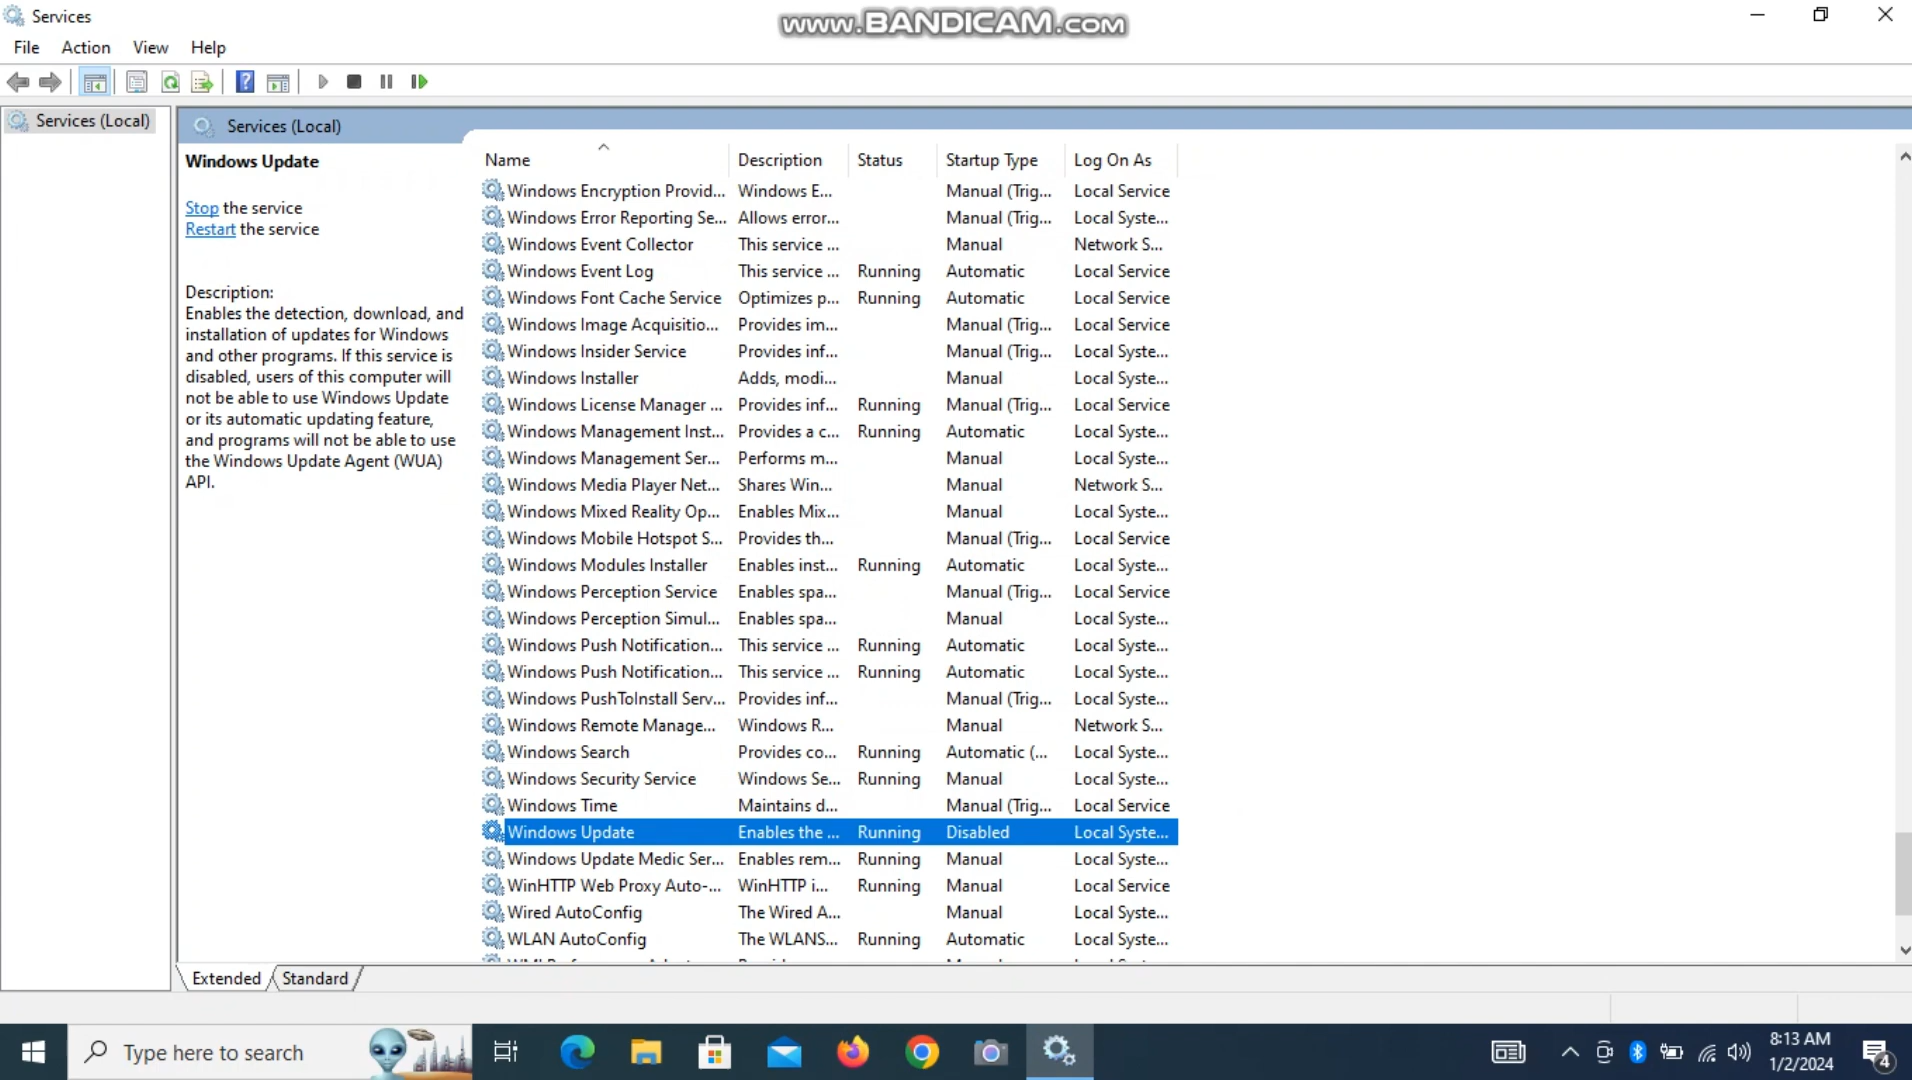 Services
www.BANDICAM.com
File Action View Help
Services (Local)
Services (Local)
Windows Update
Stop the service
Restart the service
Description:
Enables the detection, download, and
installation of updates for Windows
and other programs. If this service is
disabled, users of this computer will
not be able to use Windows Update
or its automatic updating feature,
and programs will not be able to use
the Windows Update Agent (WUA)
API.
Name Description Status Startup Type Log On As
Windows Encryption Provid... Windows E... Manual (Trig... Local Service
Windows Error Reporting Se... Allows error... Manual (Trig... Local Syste...
Windows Event Collector This service ... Manual Network S...
Windows Event Log This service ... Running Automatic Local Service
Windows Font Cache Service Optimizes p... Running Automatic Local Service
Windows Image Acquisitio... Provides im... Manual (Trig... Local Service
Windows Insider Service Provides inf... Manual (Trig... Local Syste...
Windows Installer Adds, modi... Manual Local Syste...
Windows License Manager ... Provides inf... Running Manual (Trig... Local Service
Windows Management Inst... Provides a c... Running Automatic Local Syste...
Windows Management Ser... Performs m... Manual Local Syste...
Windows Media Player Net... Shares Win... Manual Network S...
Windows Mixed Reality Op... Enables Mix... Manual Local Syste...
Windows Mobile Hotspot S... Provides th... Manual (Trig... Local Service
Windows Modules Installer Enables inst... Running Automatic Local Syste...
Windows Perception Service Enables spa... Manual (Trig... Local Service
Windows Perception Simul... Enables spa... Manual Local Syste...
Windows Push Notification... This service ... Running Automatic Local Syste...
Windows Push Notification... This service ... Running Automatic Local Syste...
Windows PushToInstall Serv... Provides inf... Manual (Trig... Local Syste...
Windows Remote Manage... Windows R... Manual Network S...
Windows Search Provides co... Running Automatic (... Local Syste...
Windows Security Service Windows Se... Running Manual Local Syste...
Windows Time Maintains d... Manual (Trig... Local Service
Windows Update Enables the ... Running Disabled Local Syste...
Windows Update Medic Ser... Enables rem... Running Manual Local Syste...
WinHTTP Web Proxy Auto-... WinHTTP i... Running Manual Local Service
Wired AutoConfig The Wired A... Manual Local Syste...
WLAN AutoConfig The WLANS... Running Automatic Local Syste...
Extended Standard
Type here to search
8:13 AM
1/2/2024
4